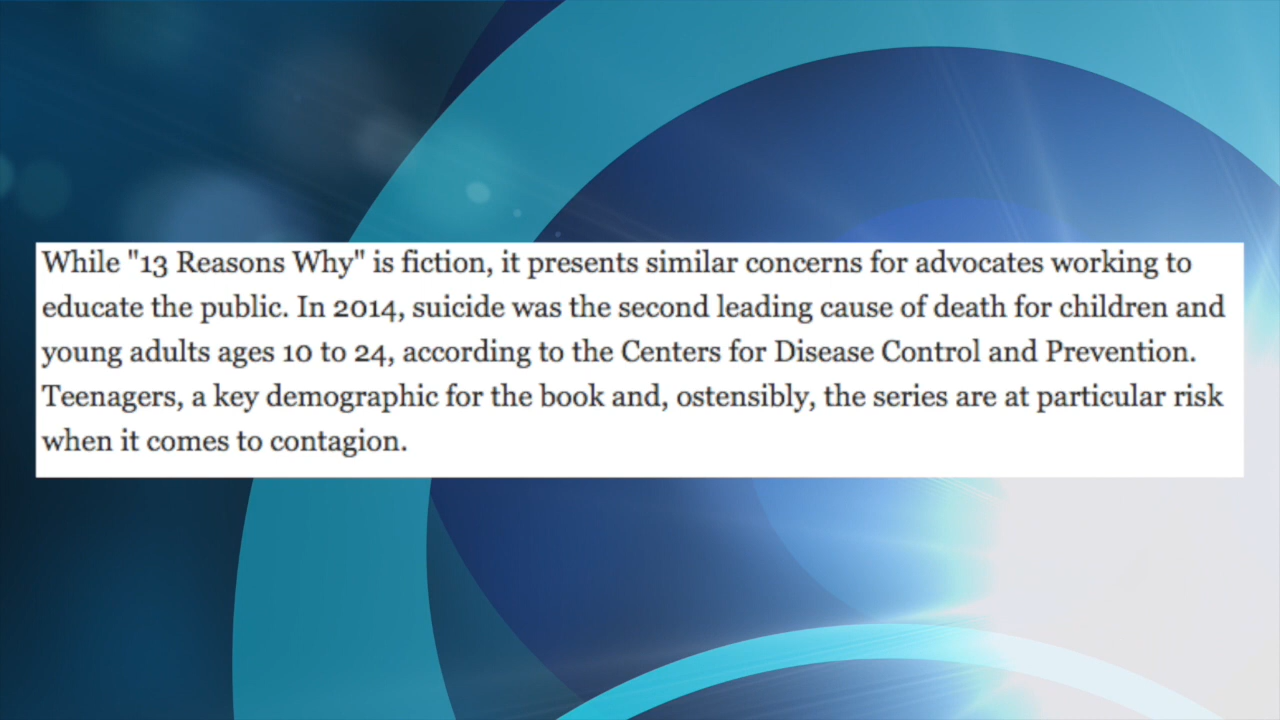 While "13 Reasons Why" is fiction, it presents similar concerns for advocates working to
educate the public. In 2014, suicide was the second leading cause of death for children and
young adults ages 10 to 24, according to the Centers for Disease Control and Prevention.
Teenagers, a key demographic for the book and, ostensibly, the series are at particular risk
when it comes to contagion.